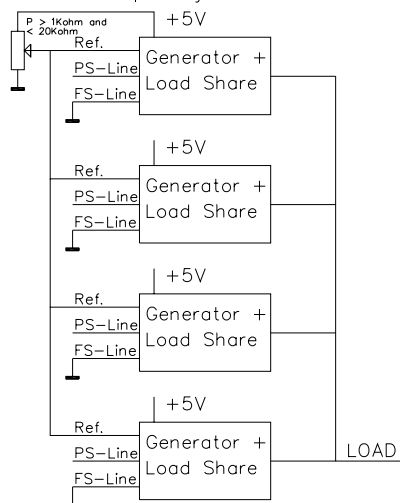 P > 1Kohm and
< 20Kohm
+5V
Ref.
PS-Line
FS-Line
Generator +
Load Share
+5V
Ref.
PS-Line
FS-Line
Generator +
Load Share
+5V
Ref.
PS-Line
FS-Line
Generator +
Load Share
+5V
Ref.
PS-Line
FS-Line
Generator +
Load Share
LOAD